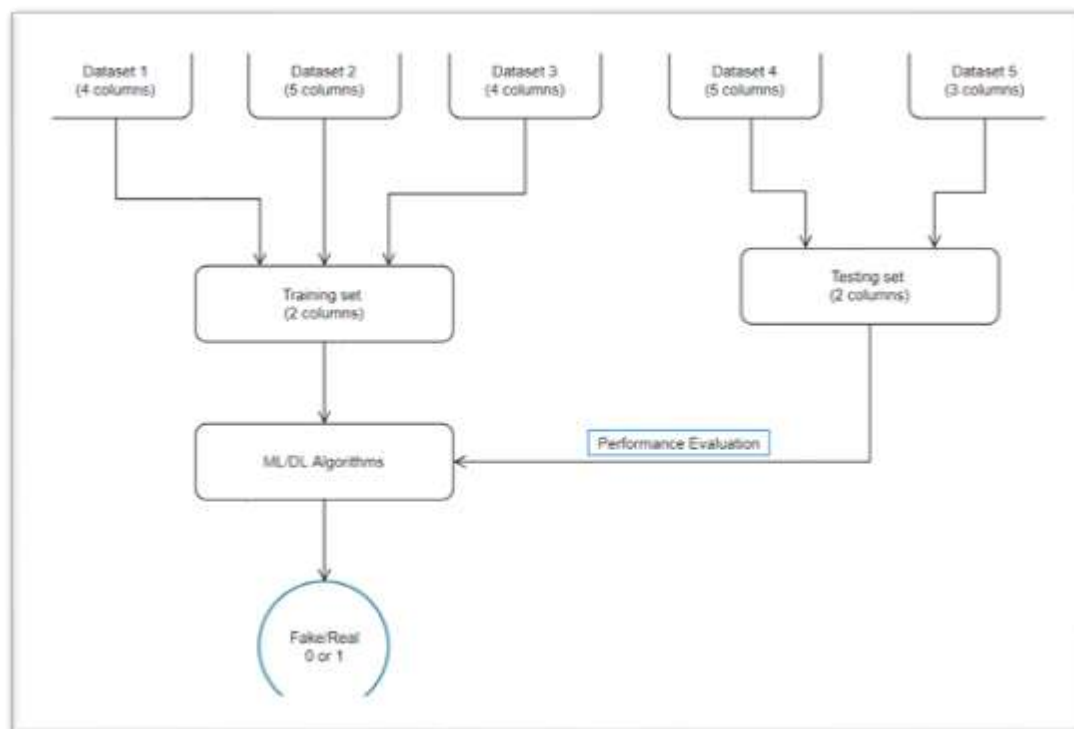 Dataset 1
(4 columns)
Dataset 2
(5 columns)
Dataset 3
(4 columns)
Dataset 4
(5 columns)
Dataset 5
(3 columns)
Training set
(2 columns)
Testing set
(2 columns)
Performance Evaluation
ML/DL Algorithms
Fake/Real
0 or 1